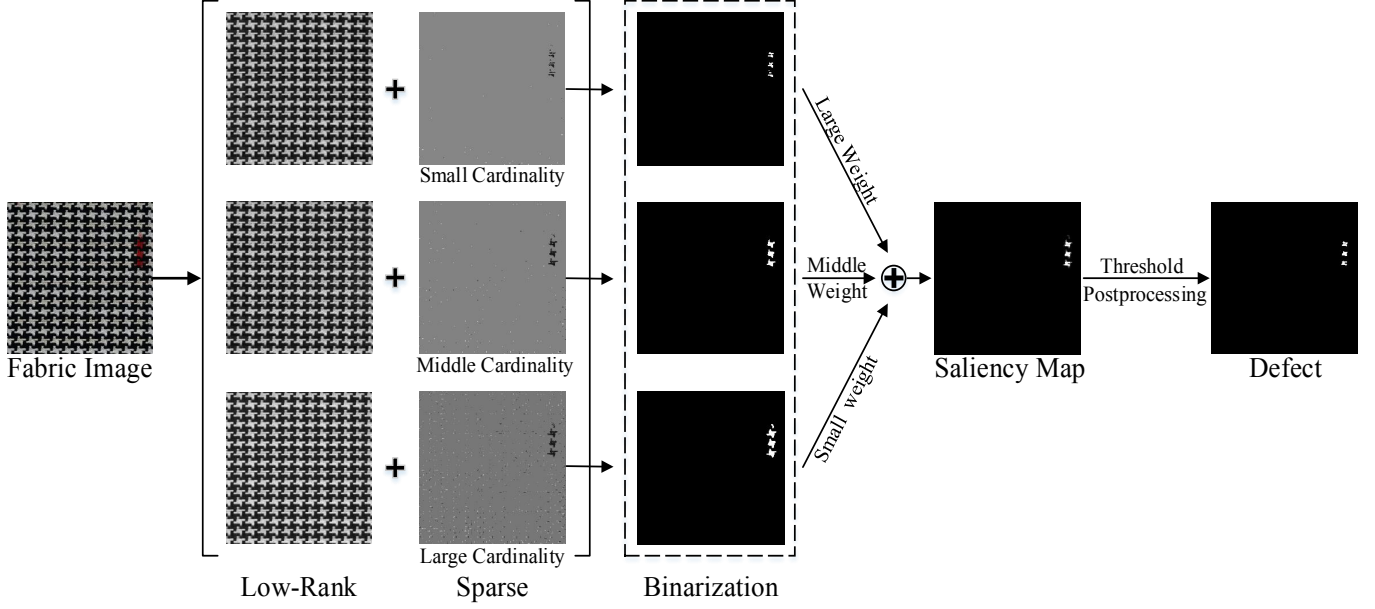 Small Cardinality
Large Weight
Fabric Image
Middle Cardinality
Middle
Weight
Saliency Map
Threshold
Postprocessing
Defect
Small weight
Large Cardinality
Low-Rank
Sparse
Binarization